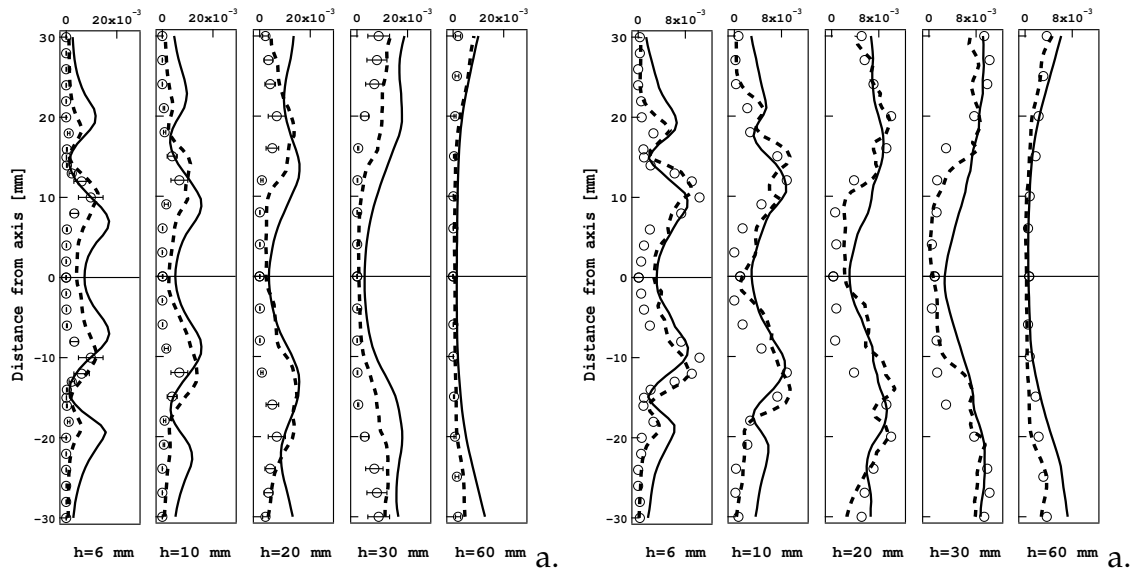 0 20x10⁻³ 0 20x10⁻³ 0 20x10⁻³ 0 20x10⁻³ 0 20x10⁻³
30
20
10
0
−10
−20
−30
Distance from axis [mm]
h=6 mm h=10 mm h=20 mm h=30 mm h=60 mm
a.
0 8x10⁻³ 0 8x10⁻³ 0 8x10⁻³ 0 8x10⁻³ 0 8x10⁻³
30
20
10
0
−10
−20
−30
Distance from axis [mm]
h=6 mm h=10 mm h=20 mm h=30 mm h=60 mm
a.